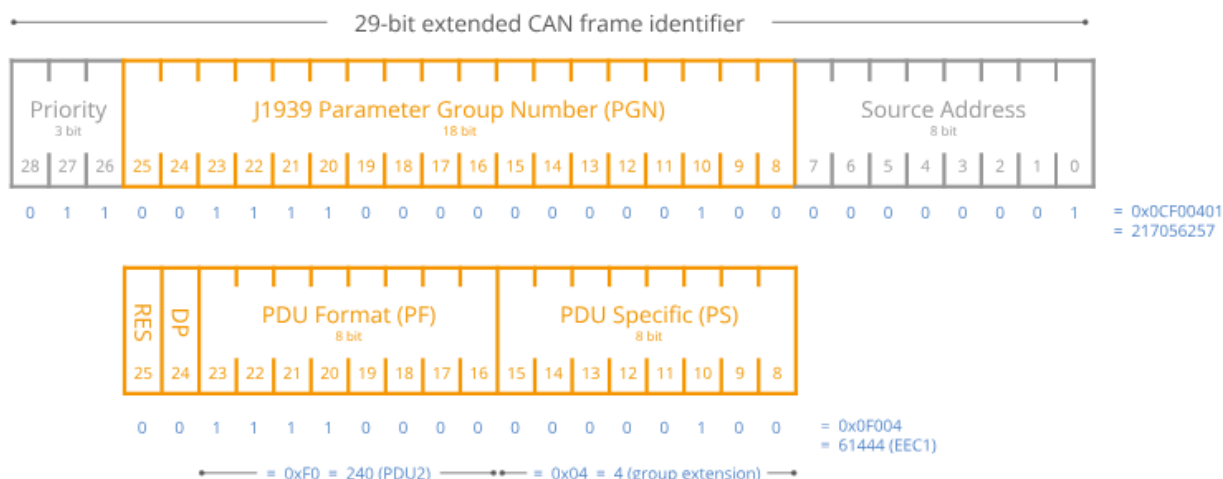 29-bit extended CAN frame identifier
Priority
3 bit
J1939 Parameter Group Number (PGN)
18 bit
Source Address
8 bit
28 27 26 25 24 23 22 21 20 19 18 17 16 15 14 13 12 11 10 9 8 7 6 5 4 3 2 1 0
0 1 1 0 0 1 1 1 1 0 0 0 0 0 0 0 0 0 1 0 0 0 0 0 0 0 0 0 1 = 0x0CF00401
= 217056257
RES
DP
PDU Format (PF)
8 bit
PDU Specific (PS)
8 bit
25 24 23 22 21 20 19 18 17 16 15 14 13 12 11 10 9 8
0 0 1 1 1 1 0 0 0 0 0 0 0 0 0 1 0 0 = 0x0F004
= 61444 (EEC1)
= 0xF0 = 240 (PDU2) = 0x04 = 4 (group extension)